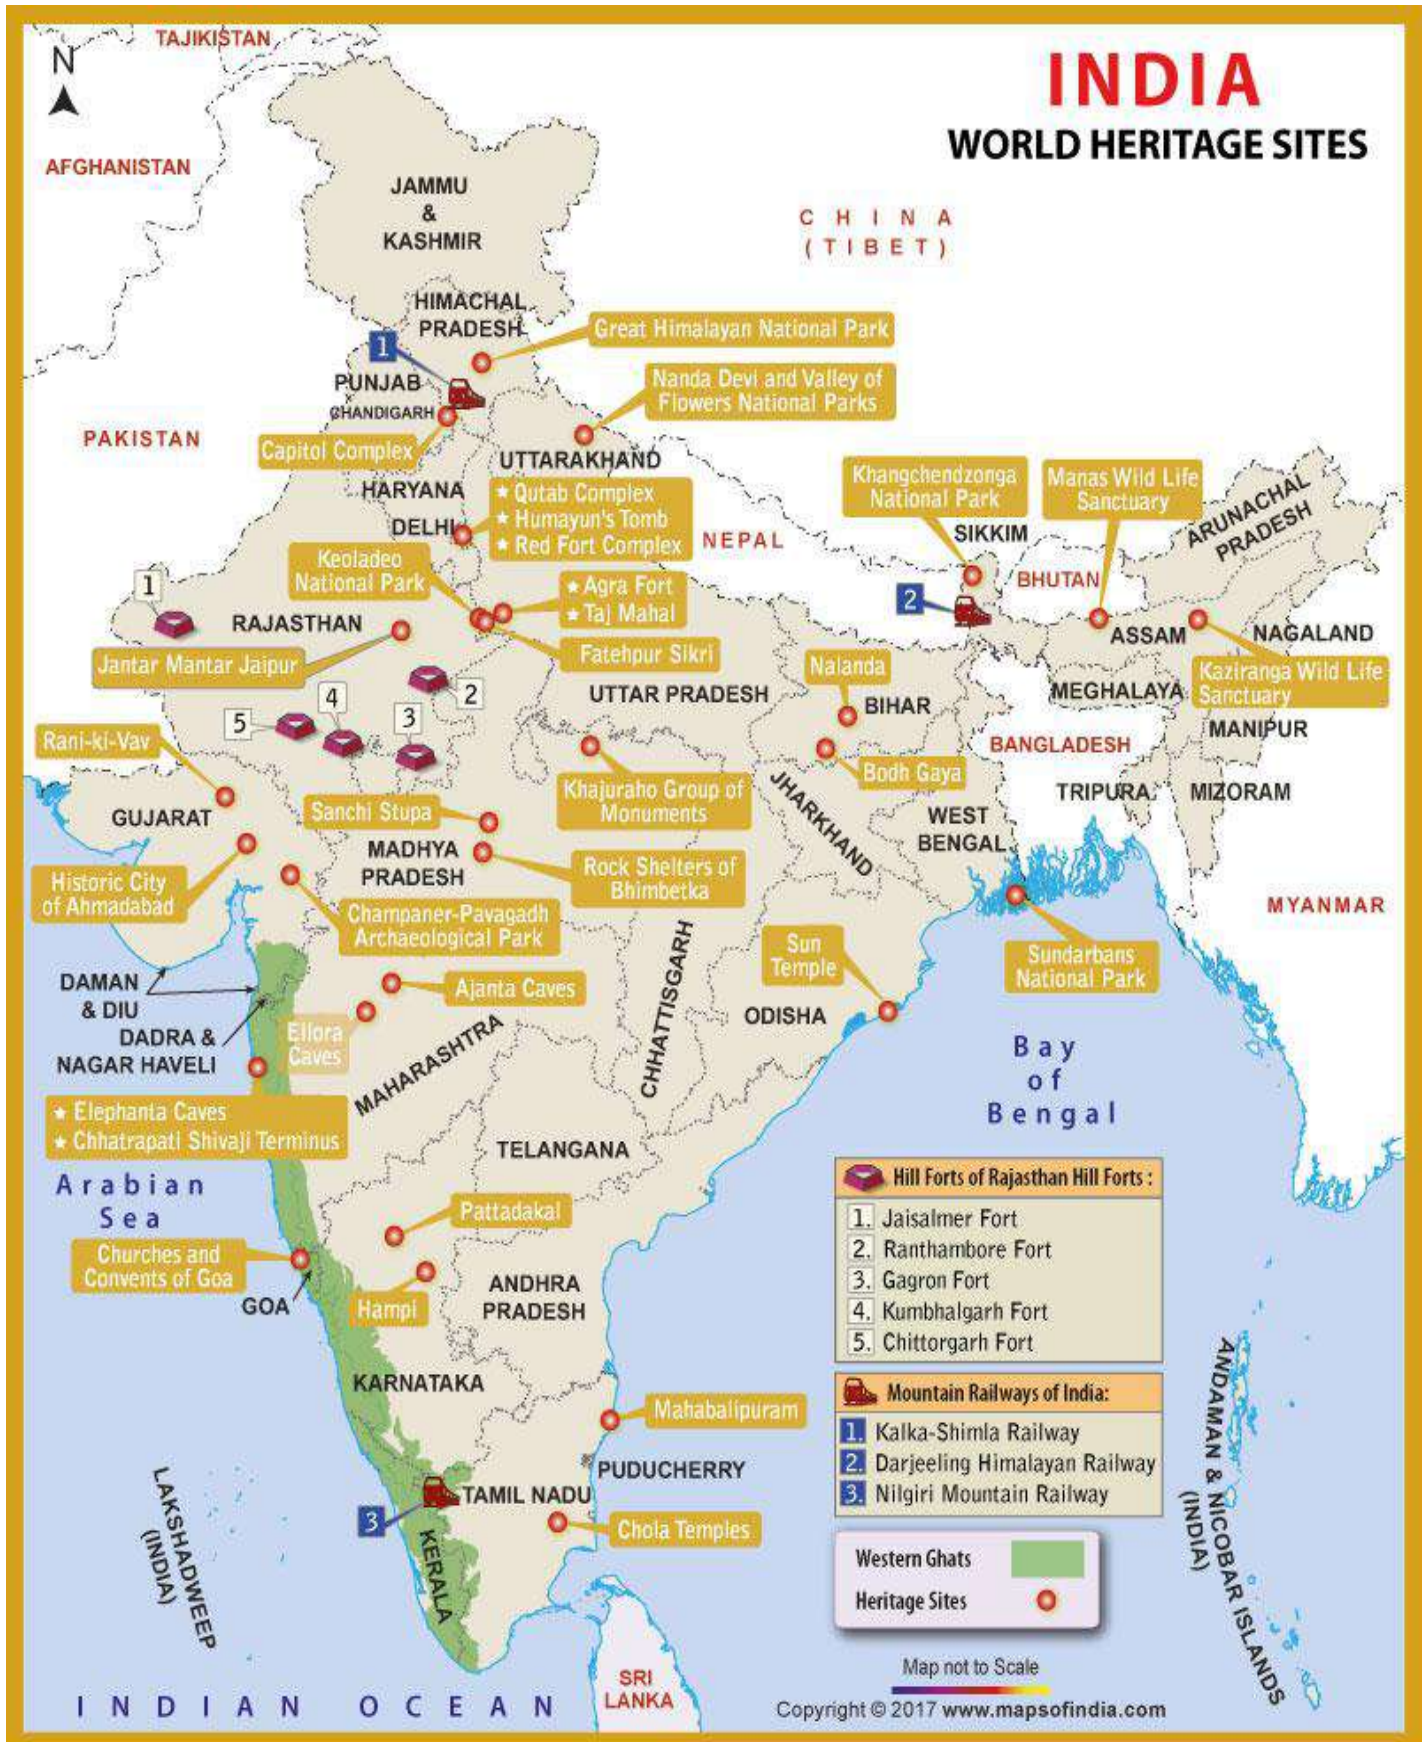 INDIA
WORLD HERITAGE SITES
N
TAJIKISTAN
AFGHANISTAN
JAMMU
&
KASHMIR
CHINA
(TIBET)
HIMACHAL
PRADESH
Great Himalayan National Park
1
PUNJAB
CHANDIGARH
Nanda Devi and Valley of
Flowers National Parks
PAKISTAN
Capitol Complex
UTTARAKHAND
HARYANA
DELHI
★ Qutab Complex
★ Humayun's Tomb
★ Red Fort Complex
NEPAL
Khangchendzonga
National Park
Manas Wild Life
Sanctuary
ARUNACHAL
PRADESH
SIKKIM
BHUTAN
2
Keoladeo
National Park
★ Agra Fort
★ Taj Mahal
1
RAJASTHAN
Jantar Mantar Jaipur
Fatehpur Sikri
ASSAM
NAGALAND
Kaziranga Wild Life
Sanctuary
MEGHALAYA
MANIPUR
Nalanda
UTTAR PRADESH
BIHAR
2
4
5
3
Rani-ki-Vav
BANGLADESH
Bodh Gaya
Khajuraho Group of
Monuments
JHARKHAND
TRIPURA
MIZORAM
WEST
BENGAL
GUJARAT
Sanchi Stupa
MADHYA
PRADESH
Rock Shelters of
Bhimbetka
Historic City
of Ahmadabad
Champaner-Pavagadh
Archaeological Park
MYANMAR
CHHATTISGARH
Sun
Temple
Sundarbans
National Park
DAMAN
& DIU
Ajanta Caves
ODISHA
DADRA &
NAGAR HAVELI
Ellora
Caves
MAHARASHTRA
Bay
of
Bengal
★ Elephanta Caves
★ Chhatrapati Shivaji Terminus
TELANGANA
Arabian
Sea
Pattadakal
Churches and
Convents of Goa
GOA
Hampi
ANDHRA
PRADESH
KARNATAKA
Mahabalipuram
PUDUCHERRY
TAMIL NADU
3
Chola Temples
KERALA
LAKSHADWEEP
(INDIA)
ANDAMAN & NICOBAR ISLANDS
(INDIA)
SRI
LANKA
INDIAN OCEAN
Hill Forts of Rajasthan Hill Forts :
1. Jaisalmer Fort
2. Ranthambore Fort
3. Gagron Fort
4. Kumbhalgarh Fort
5. Chittorgarh Fort
Mountain Railways of India:
1. Kalka-Shimla Railway
2. Darjeeling Himalayan Railway
3. Nilgiri Mountain Railway
Western Ghats
Heritage Sites
Map not to Scale
Copyright © 2017 www.mapsofindia.com